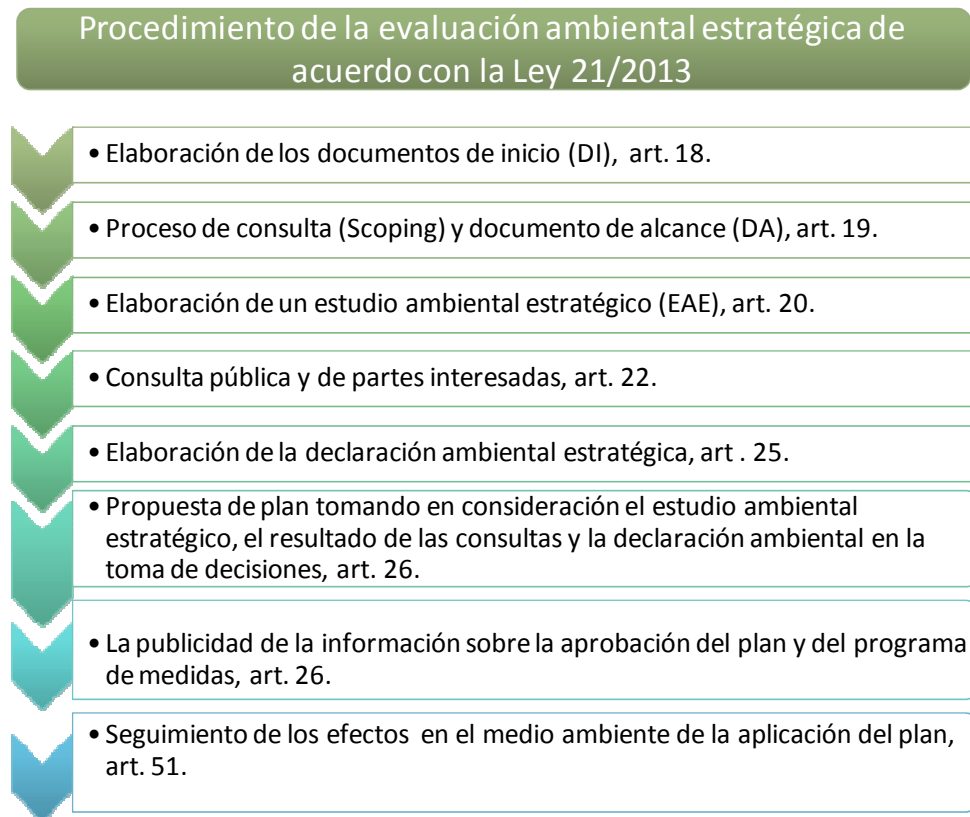 Procedimiento de la evaluación ambiental estratégica de
acuerdo con la Ley 21/2013
• Elaboración de los documentos de inicio (DI), art. 18.
• Proceso de consulta (Scoping) y documento de alcance (DA), art. 19.
• Elaboración de un estudio ambiental estratégico (EAE), art. 20.
• Consulta pública y de partes interesadas, art. 22.
• Elaboración de la declaración ambiental estratégica, art . 25.
• Propuesta de plan tomando en consideración el estudio ambiental
estratégico, el resultado de las consultas y la declaración ambiental en la
toma de decisiones, art. 26.
• La publicidad de la información sobre la aprobación del plan y del programa
de medidas, art. 26.
• Seguimiento de los efectos en el medio ambiente de la aplicación del plan,
art. 51.